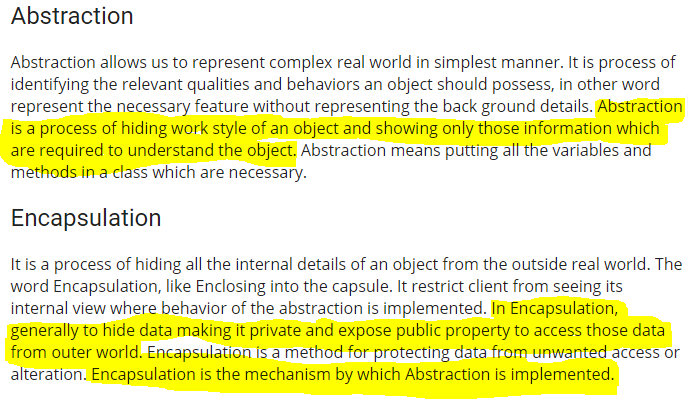 Abstraction
Abstraction allows us to represent complex real world in simplest manner. It is process of
identifying the relevant qualities and behaviors an object should possess, in other word
represent the necessary feature without representing the back ground details. Abstraction
is a process of hiding work style of an object and showing only those information which
are required to understand the object. Abstraction means putting all the variables and
methods in a class which are necessary.
Encapsulation
It is a process of hiding all the internal details of an object from the outside real world. The
word Encapsulation, like Enclosing into the capsule. It restrict client from seeing its
internal view where behavior of the abstraction is implemented. In Encapsulation,
generally to hide data making it private and expose public property to access those data
from outer world. Encapsulation is a method for protecting data from unwanted access or
alteration. Encapsulation is the mechanism by which Abstraction is implemented.